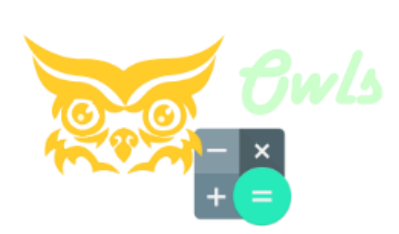 Owls
− ×
+ =